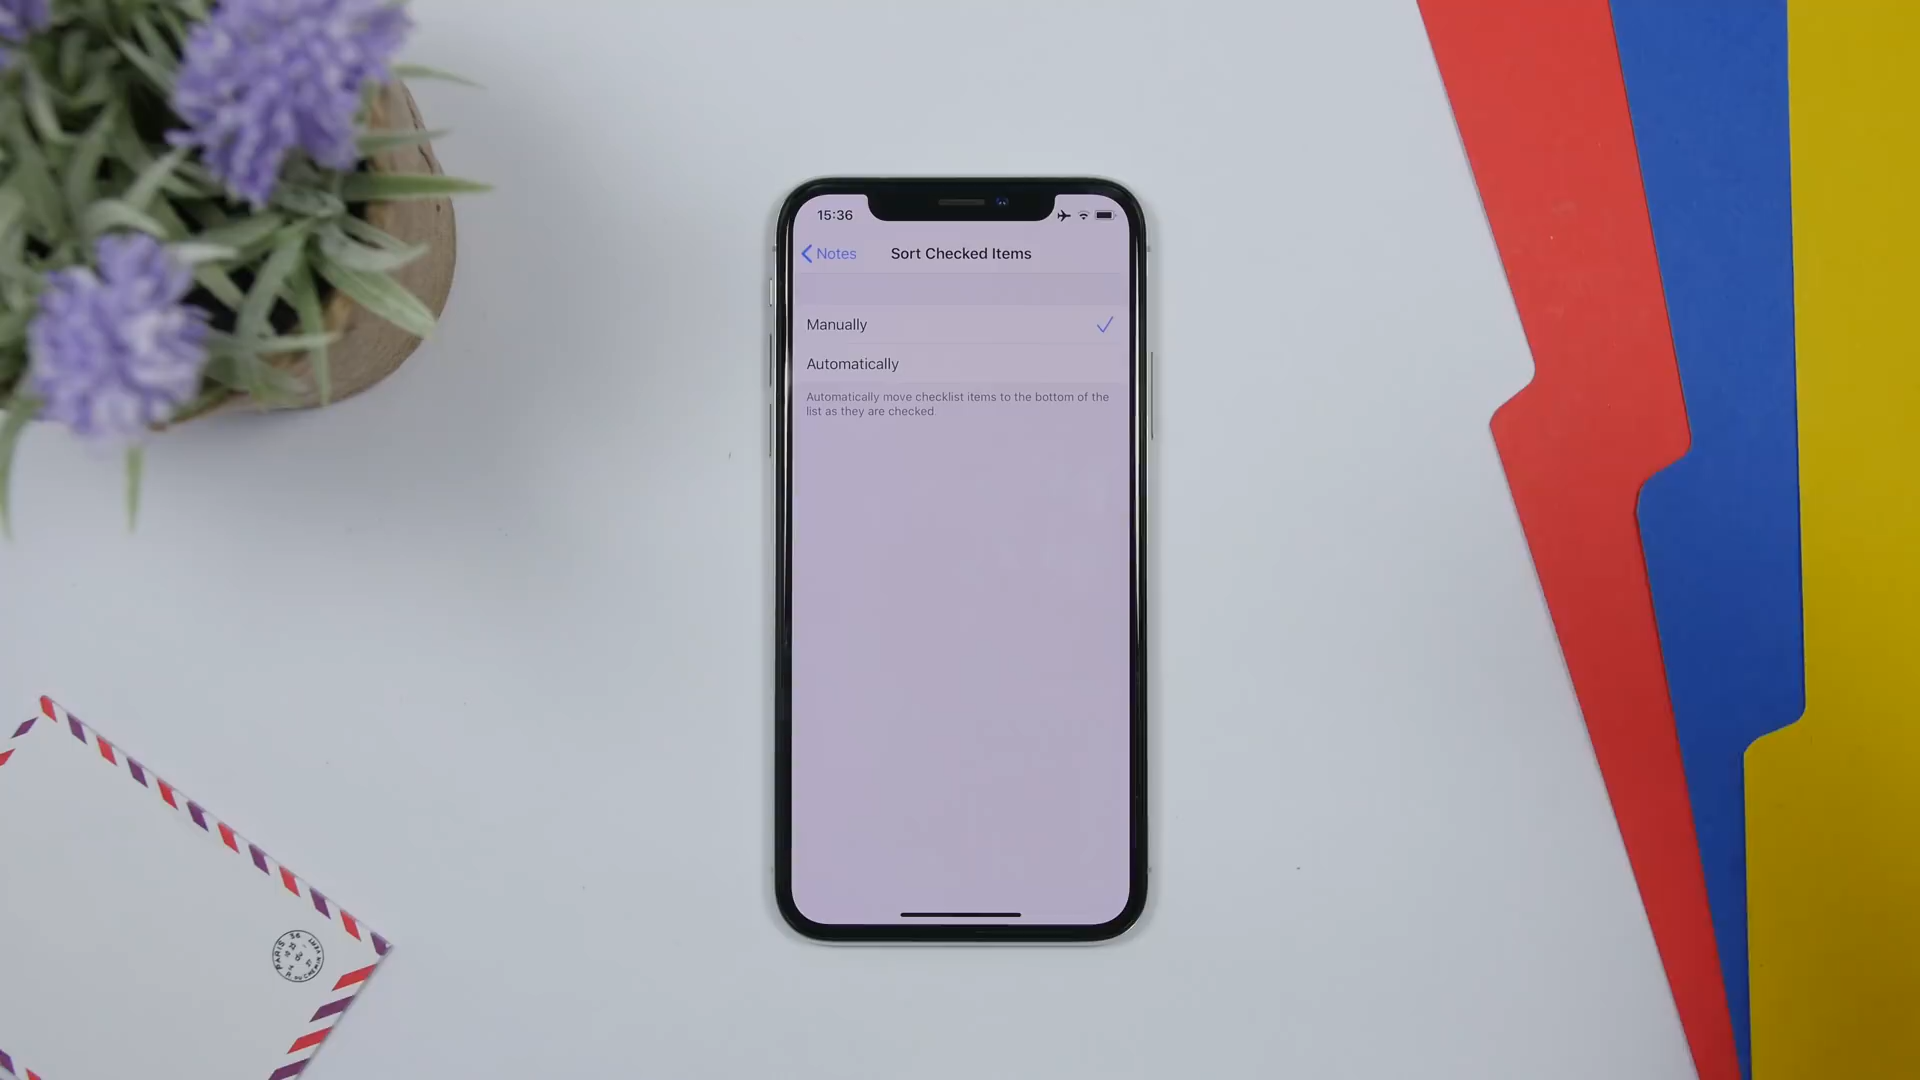 15:36
Notes
Sort Checked Items
Manually
Automatically
Automatically move checklist items to the bottom of the
list as they are checked
PARIS